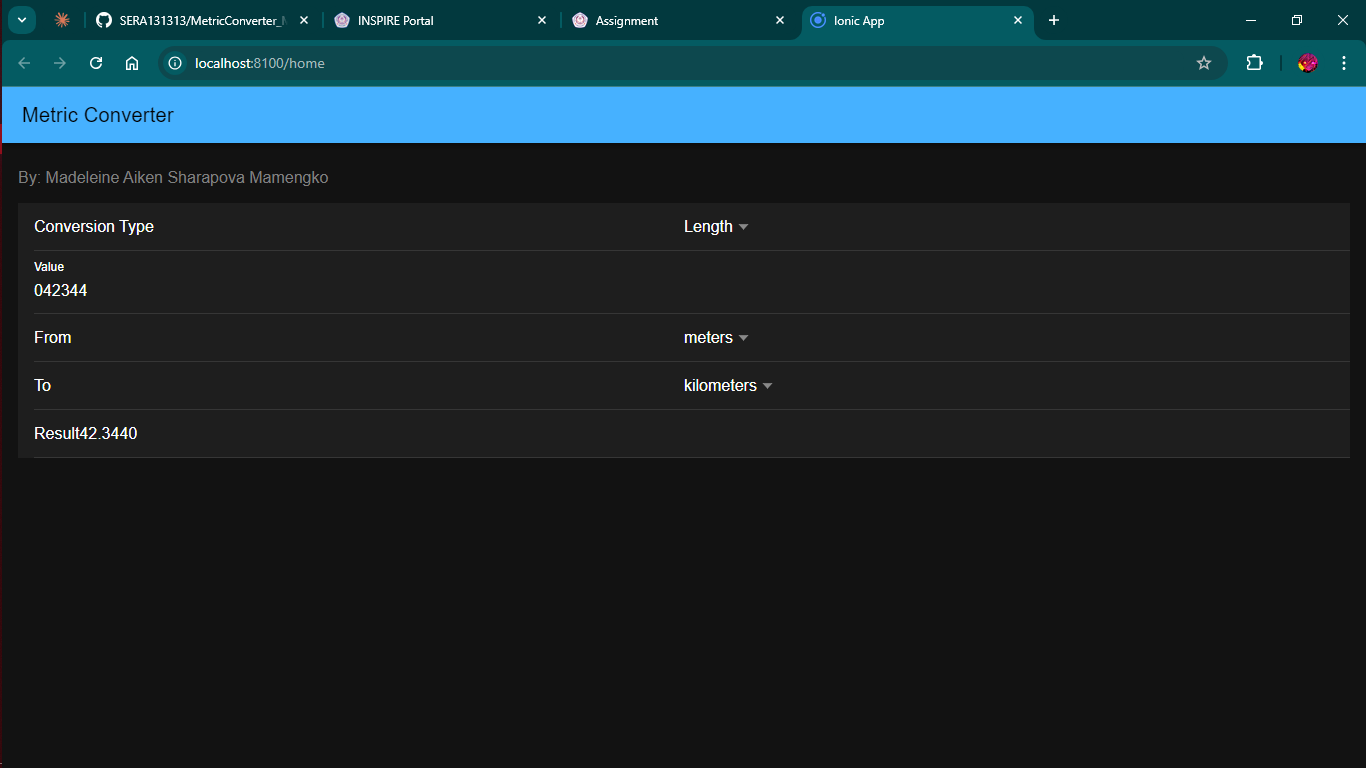 SERA131313/MetricConverter_
INSPIRE Portal
Assignment
Ionic App
localhost:8100/home
Metric Converter
By: Madeleine Aiken Sharapova Mamengko
Conversion Type Length
Value
042344
From meters
To kilometers
Result42.3440